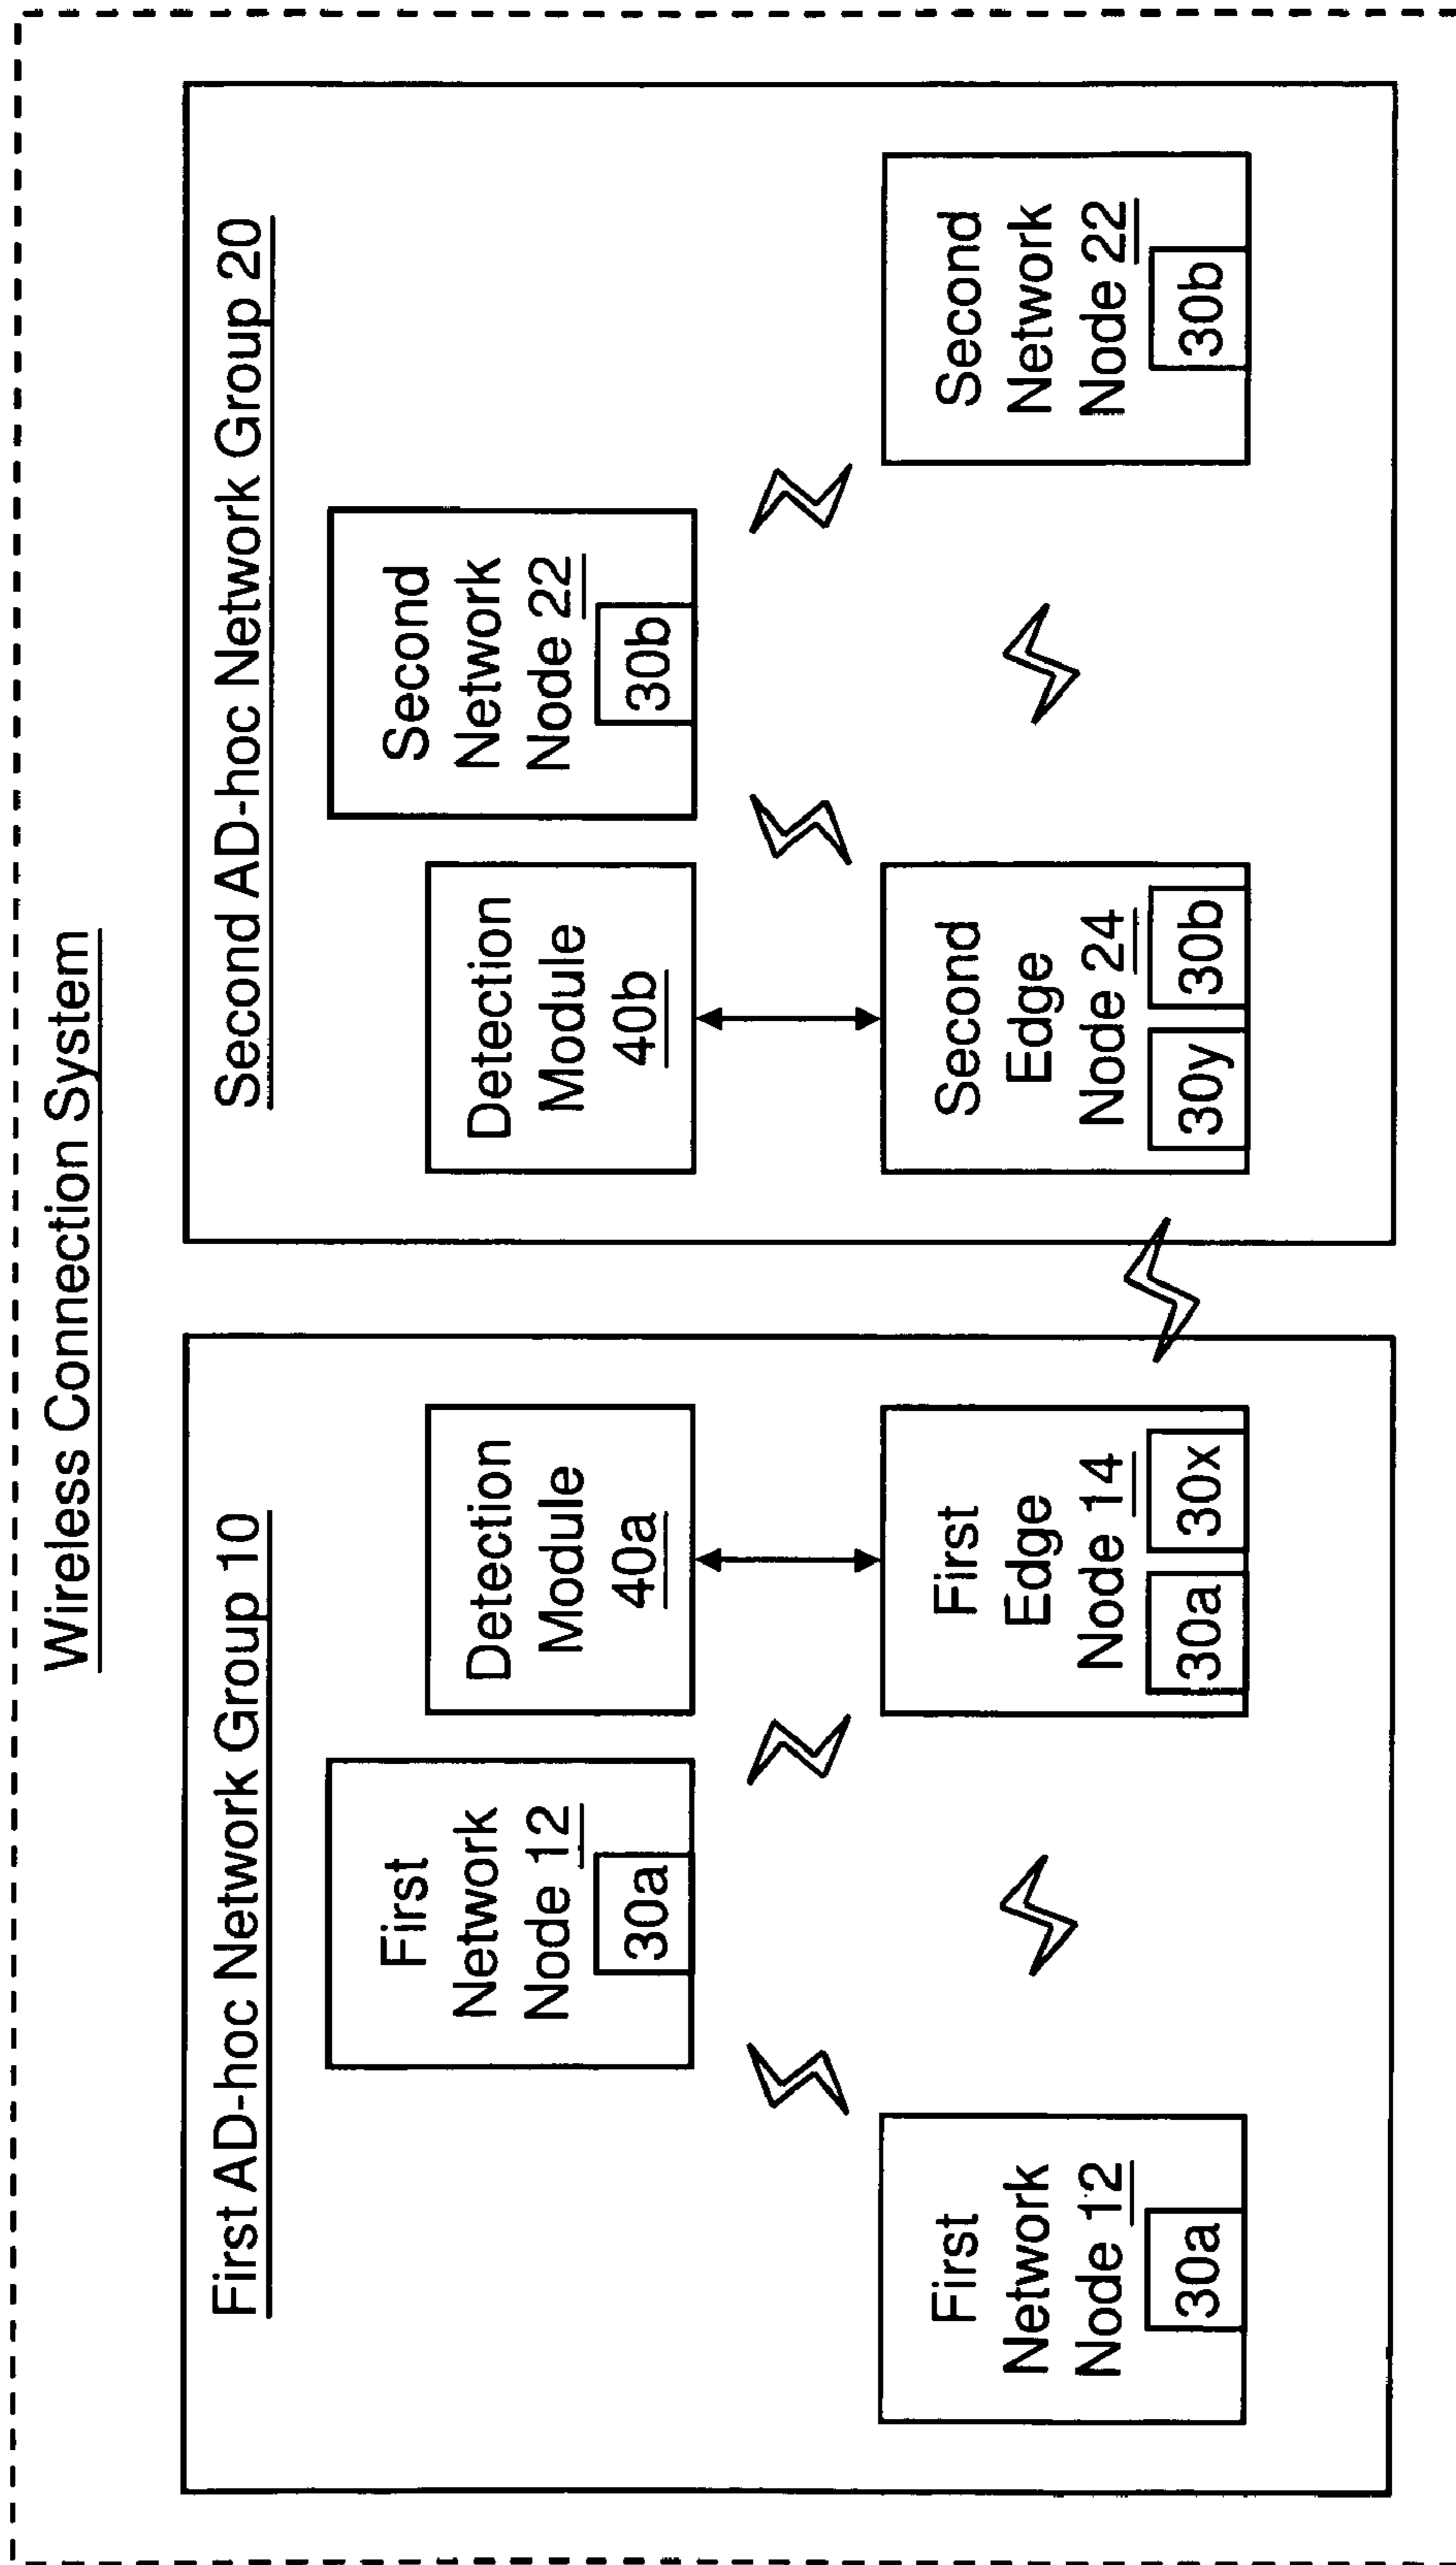 Wireless Connection System
First AD-hoc Network Group 10
First
Network
Node 12
30a
Detection
Module
40a
First
Network
Node 12
30a
First
Edge
Node 14
30a 30x
Second AD-hoc Network Group 20
Detection
Module
40b
Second
Network
Node 22
30b
Second
Edge
Node 24
30y 30b
Second
Network
Node 22
30b